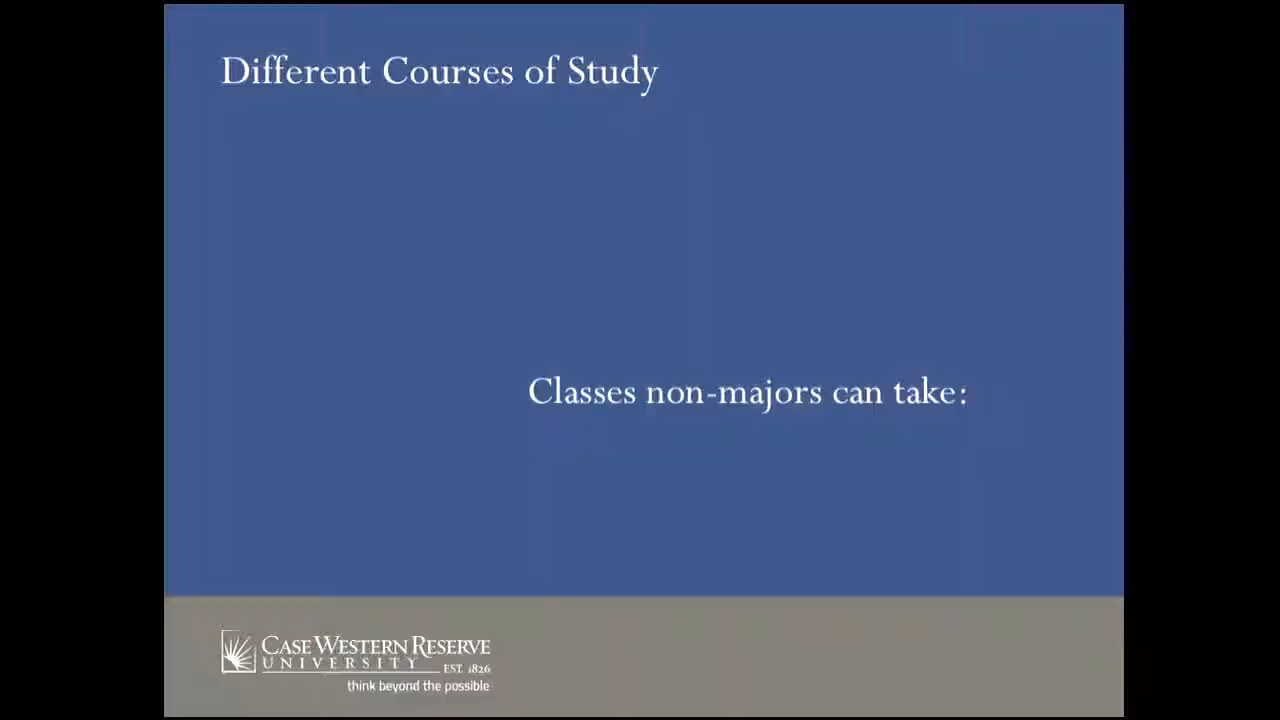 Different Courses of Study
Classes non-majors can take:
CASE WESTERN RESERVE
UNIVERSITY
EST. 1826
think beyond the possible